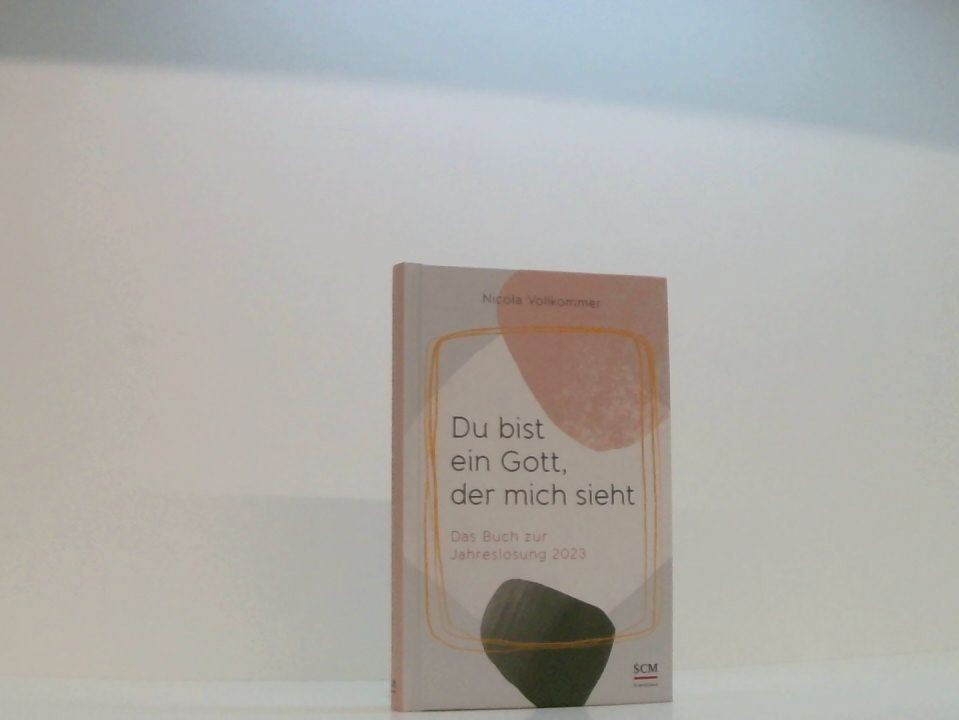 Nicola Vollkommer
Du bist
ein Gott,
der mich sieht
Das Buch zur
Jahreslosung 2023
SCM